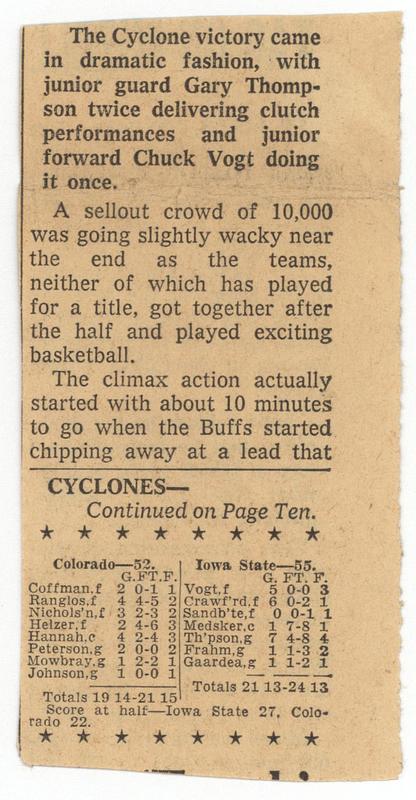 The Cyclone victory came
in dramatic fashion, with
junior guard Gary Thomp-
son twice delivering clutch
performances and junior
forward Chuck Vogt doing
it once.
A sellout crowd of 10,000
was going slightly wacky near
the end as the teams,
neither of which has played
for a title, got together after
the half and played exciting
basketball.
The climax action actually
started with about 10 minutes
to go when the Buffs started
chipping away at a lead that
CYCLONES—
Continued on Page Ten.
★ ★ ★ ★ ★ ★ ★ ★
Colorado—52.
G.FT.F.
Coffman,f 2 0-1 1
Ranglos,f 4 4-5 2
Nichols'n,f 3 2-3 2
Helzer,f 2 4-6 3
Hannah,c 4 2-4 3
Peterson,g 2 0-0 2
Mowbray,g 1 2-2 1
Johnson,g 1 0-0 1
Totals 19 14-21 15
Iowa State—55.
G. FT. F.
Vogt,f 5 0-0 3
Crawf'rd,f 6 0-2 1
Sandb'te,f 0 0-1 1
Medsker,c 1 7-8 1
Th'pson,g 7 4-8 4
Frahm,g 1 1-3 2
Gaardea,g 1 1-2 1
Totals 21 13-24 13
Score at half—Iowa State 27, Colo-
rado 22.
★ ★ ★ ★ ★ ★ ★ ★